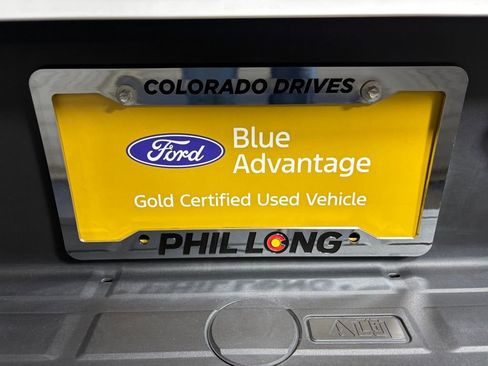 COLORADO DRIVES
Ford
Blue
Advantage
Gold Certified Used Vehicle
PHIL LONG